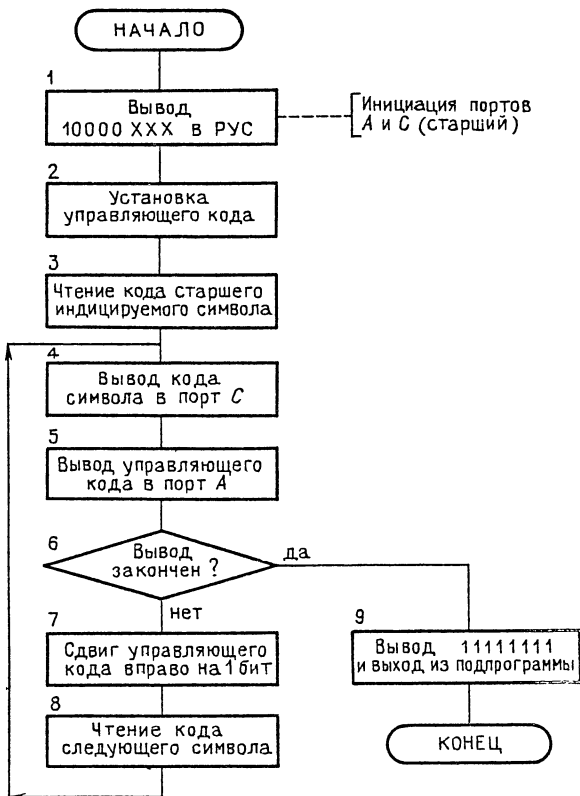 НАЧАЛО
1
Вывод
10000 XXX в РУС
Инициация портов
А и С (старший)
2
Установка
управляющего кода
3
Чтение кода старшего
индицируемого символа
4
Вывод кода
символа в порт С
5
Вывод управляющего
кода в порт А
6
Вывод
закончен ?
да
нет
7
Сдвиг управляющего
кода вправо на 1 бит
8
Чтение кода
следующего символа
9
Вывод 11111111
и выход из подпрограммы
КОНЕЦ